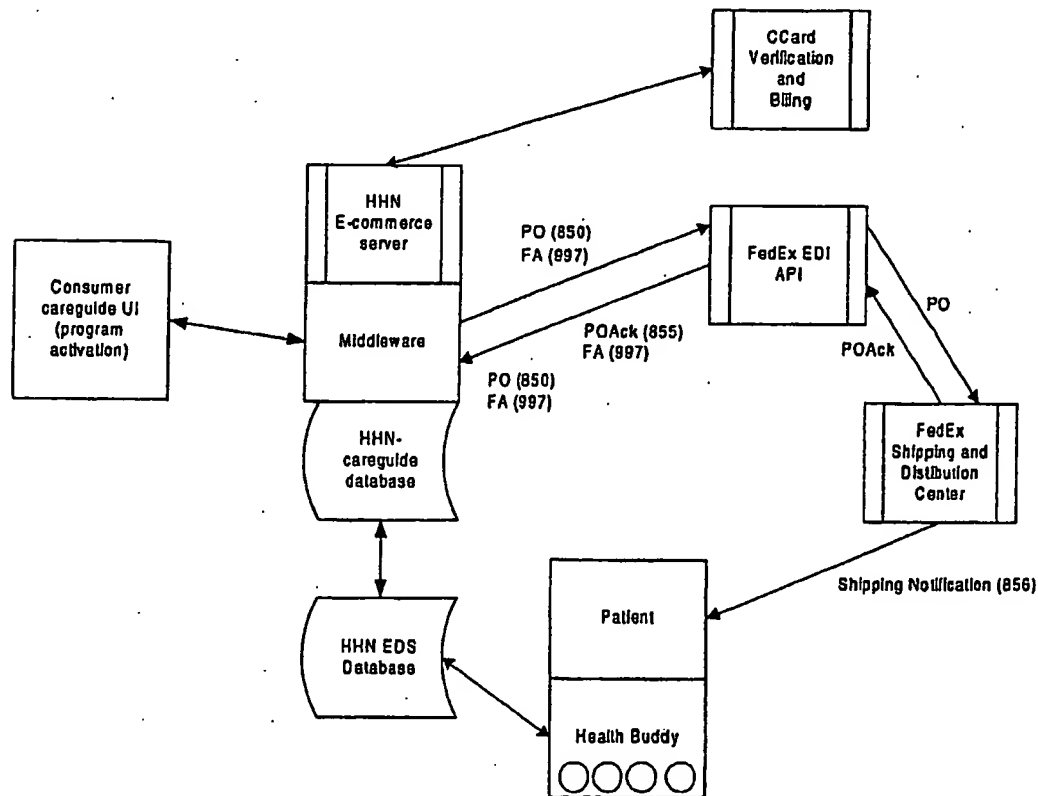 CCard
Verification
and
Billing
HHN
E-commerce
server
PO (850)
FA (997)
FedEx EDI
API
Consumer
careguide UI
(program
activation)
Middleware
PO
POAck (855)
FA (997)
POAck
PO (850)
FA (997)
HHN-
careguide
database
FedEx
Shipping and
Distibution
Center
Shipping Notification (856)
Patient
HHN EDS
Database
Health Buddy